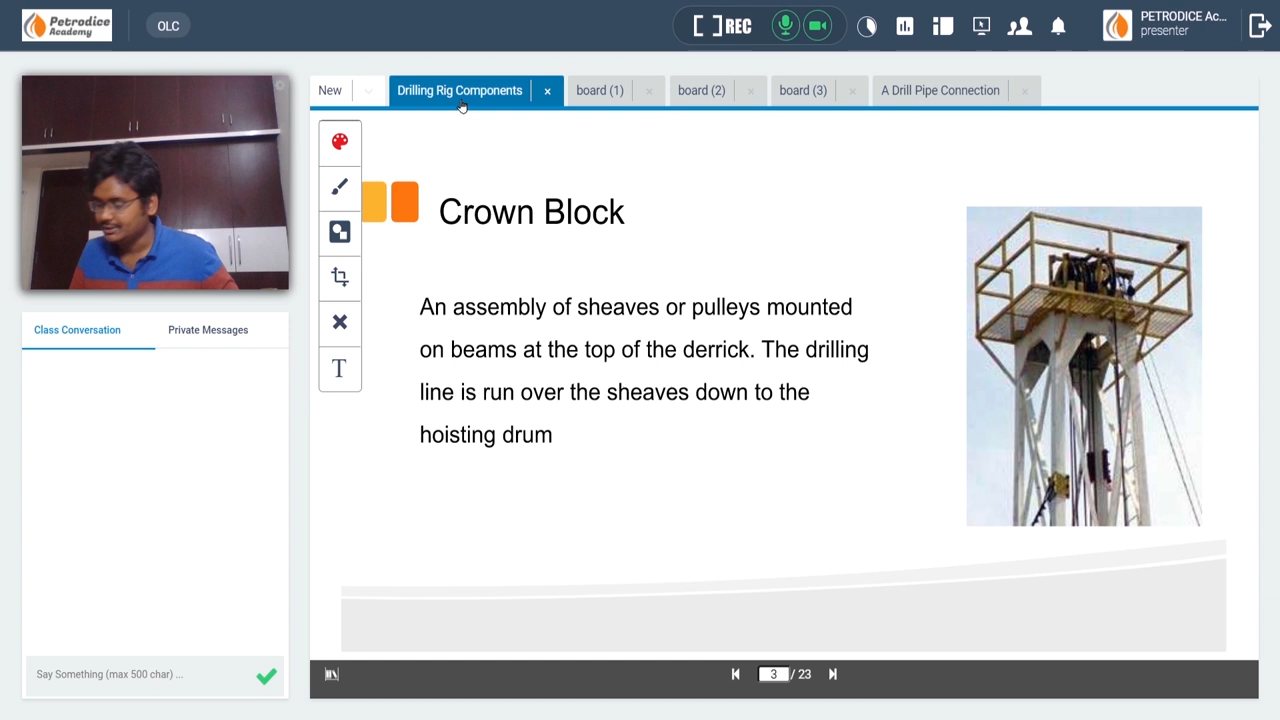 Petrodice
Academy
OLC
REC
PETRODICE Ac...
presenter
New
Drilling Rig Components
board (1)
board (2)
board (3)
A Drill Pipe Connection
Crown Block
An assembly of sheaves or pulleys mounted
on beams at the top of the derrick. The drilling
line is run over the sheaves down to the
hoisting drum
Class Conversation
Private Messages
Say Something (max 500 char) ...
3 / 23